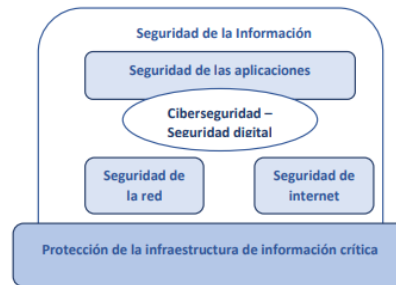 Seguridad de la Información
Seguridad de las aplicaciones
Ciberseguridad –
Seguridad digital
Seguridad de
la red
Seguridad de
internet
Protección de la infraestructura de información crítica